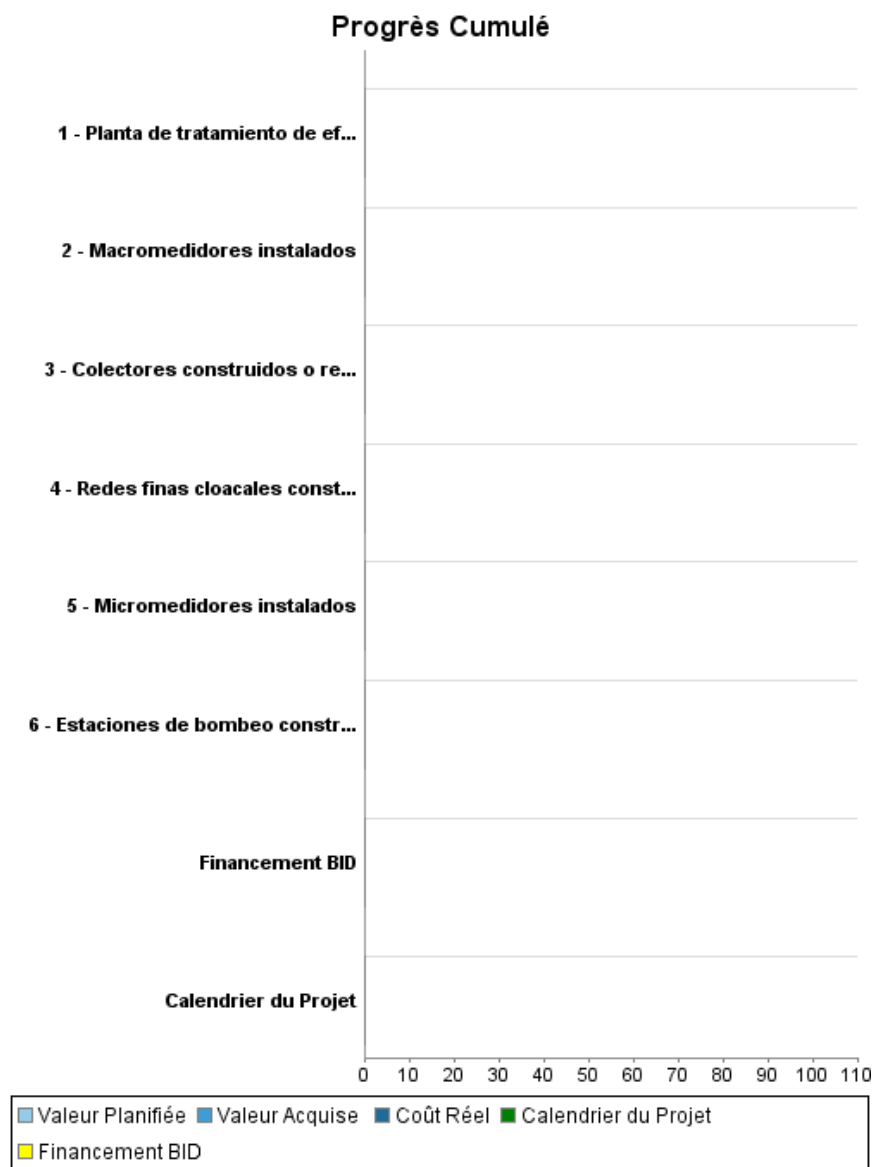 Progrès Cumulé
1 - Planta de tratamiento de ef...
2 - Macromedidores instalados
3 - Colectores construidos o re...
4 - Redes finas cloacales const...
5 - Micromedidores instalados
6 - Estaciones de bombeo constr...
Financement BID
Calendrier du Projet
0 10 20 30 40 50 60 70 80 90 100 110
Valeur Planifiée Valeur Acquise Coût Réel Calendrier du Projet
Financement BID